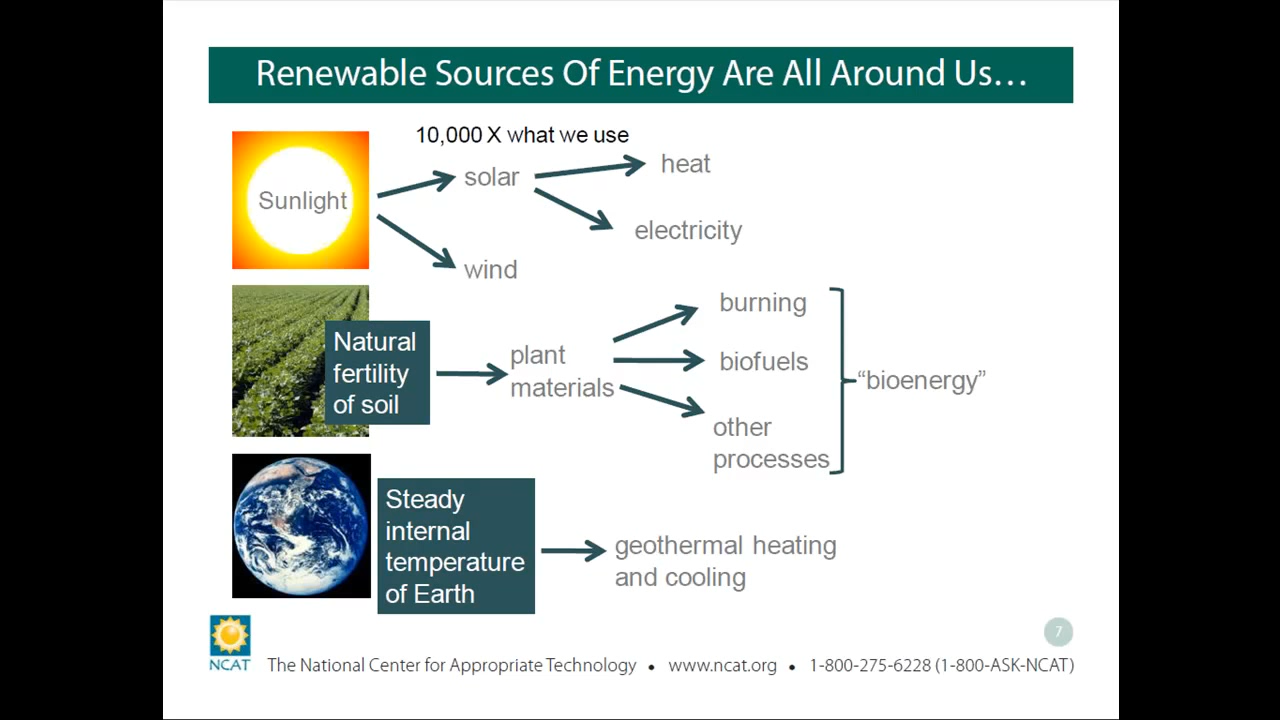 Renewable Sources Of Energy Are All Around Us...
10,000 X what we use
Sunlight
solar
heat
electricity
wind
Natural
fertility
of soil
plant
materials
burning
biofuels
other
processes
“bioenergy”
Steady
internal
temperature
of Earth
geothermal heating
and cooling
7
NCAT
The National Center for Appropriate Technology • www.ncat.org • 1-800-275-6228 (1-800-ASK-NCAT)